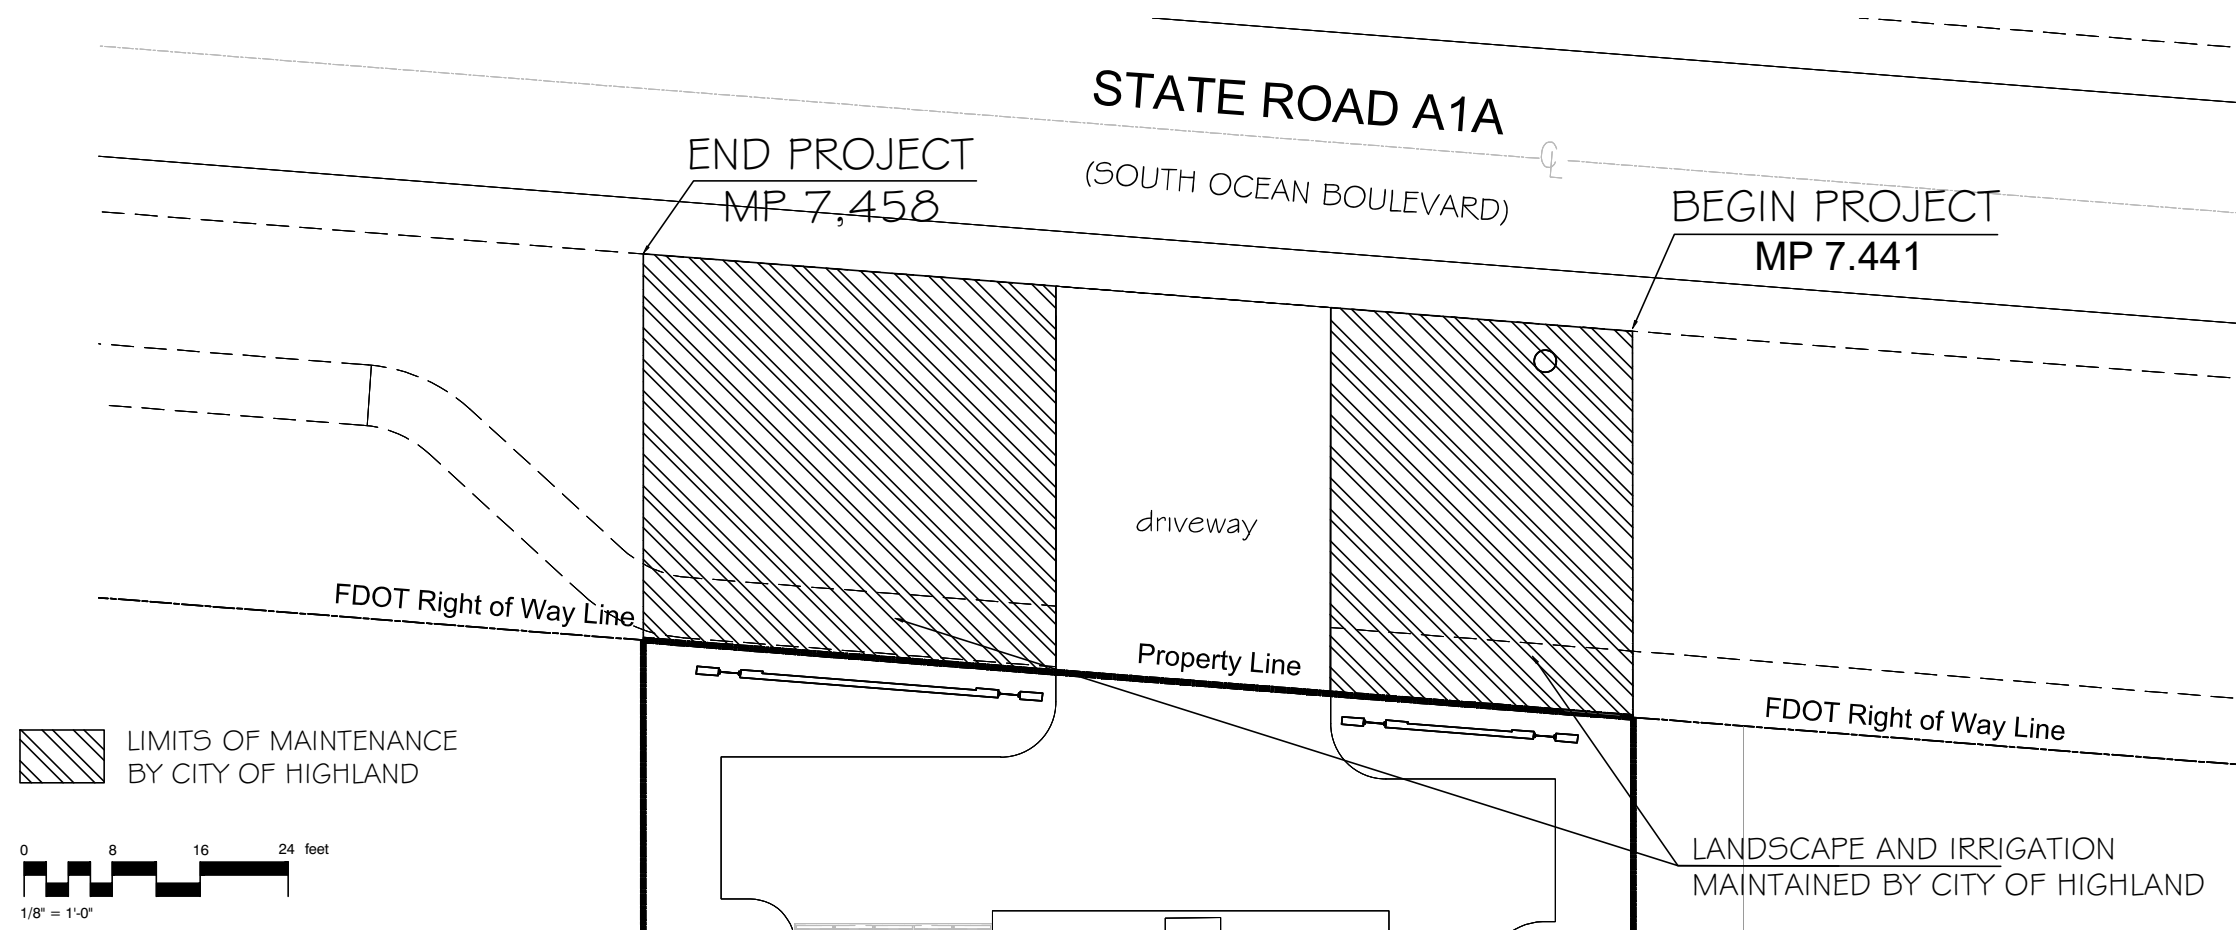 STATE ROAD A1A
℄
(SOUTH OCEAN BOULEVARD)
END PROJECT
MP 7,458
BEGIN PROJECT
MP 7.441
driveway
FDOT Right of Way Line
Property Line
FDOT Right of Way Line
LIMITS OF MAINTENANCE
BY CITY OF HIGHLAND
LANDSCAPE AND IRRIGATION
MAINTAINED BY CITY OF HIGHLAND
0 8 16 24 feet
1/8" = 1'-0"